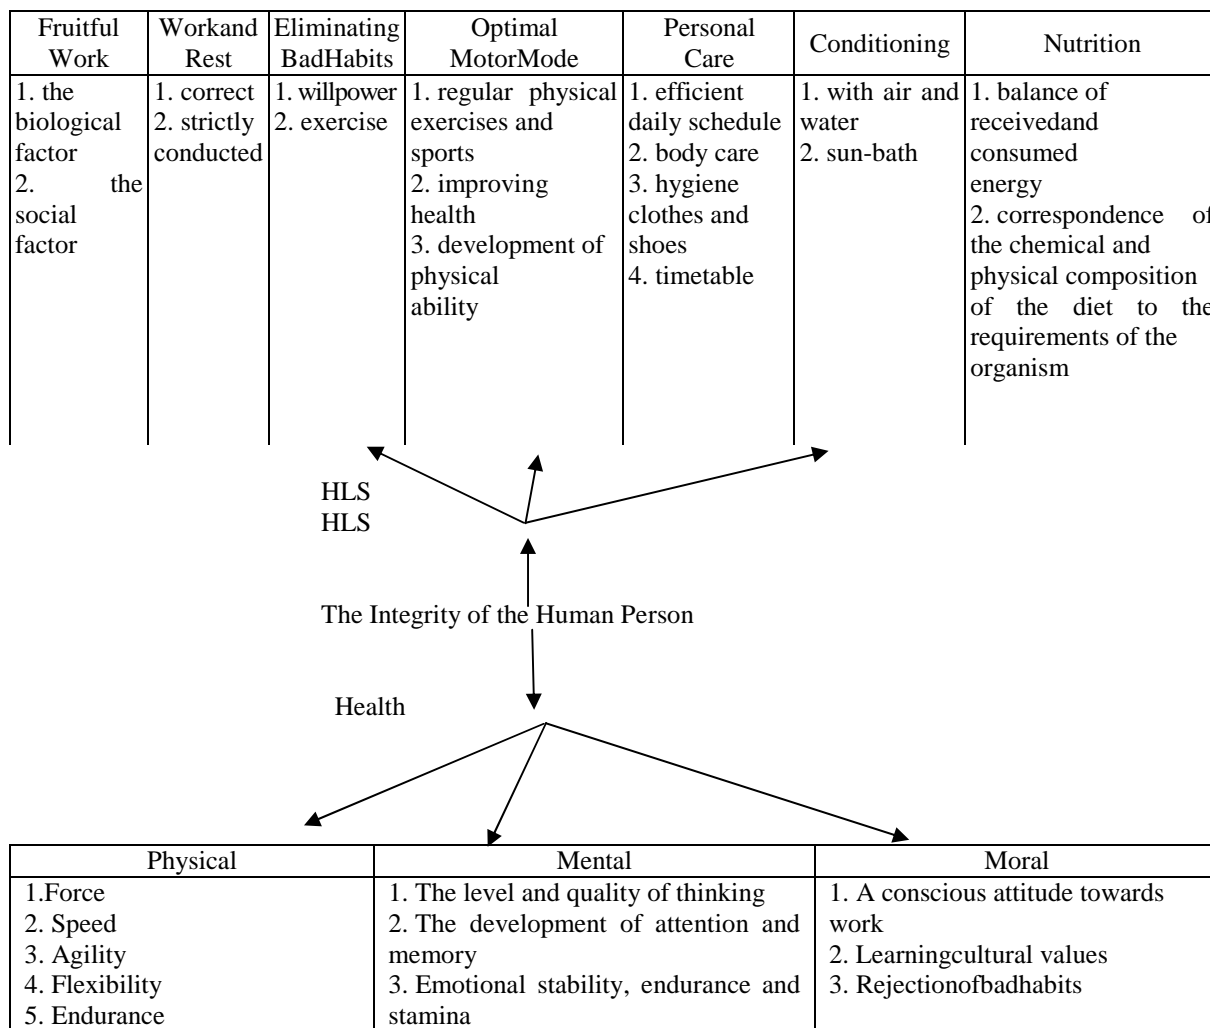 Fruitful
Work
Workand
Rest
Eliminating
BadHabits
Optimal
MotorMode
Personal
Care
Conditioning
Nutrition
1. the
biological
factor
2. the
social
factor
1. correct
2. strictly
conducted
1. willpower
2. exercise
1. regular physical
exercises and
sports
2. improving
health
3. development of
physical
ability
1. efficient
daily schedule
2. body care
3. hygiene
clothes and
shoes
4. timetable
1. with air and
water
2. sun-bath
1. balance of
receivedand
consumed
energy
2. correspondence of
the chemical and
physical composition
of the diet to the
requirements of the
organism
HLS
HLS
The Integrity of the Human Person
Health
Physical
Mental
Moral
1.Force
2. Speed
3. Agility
4. Flexibility
5. Endurance
1. The level and quality of thinking
2. The development of attention and
memory
3. Emotional stability, endurance and
stamina
1. A conscious attitude towards
work
2. Learningcultural values
3. Rejectionofbadhabits